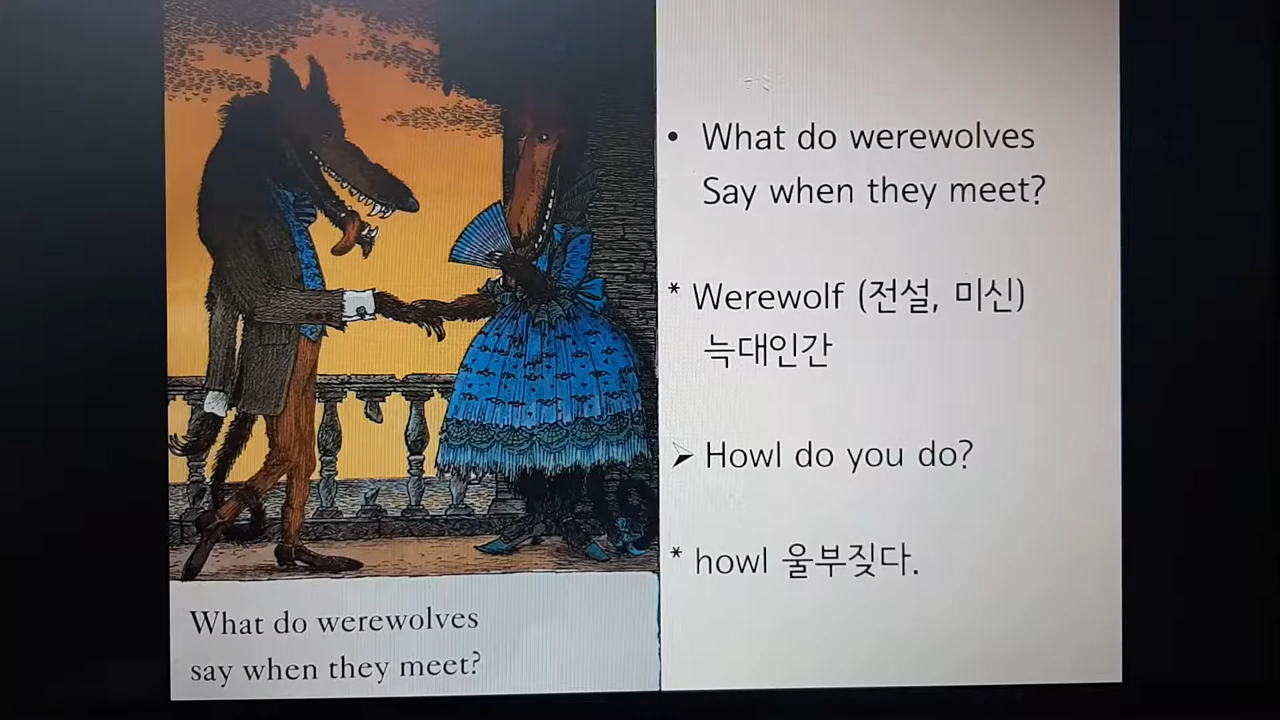 What do werewolves
say when they meet?
• What do werewolves
Say when they meet?
* Werewolf (전설, 미신)
늑대인간
➢ Howl do you do?
* howl 울부짖다.